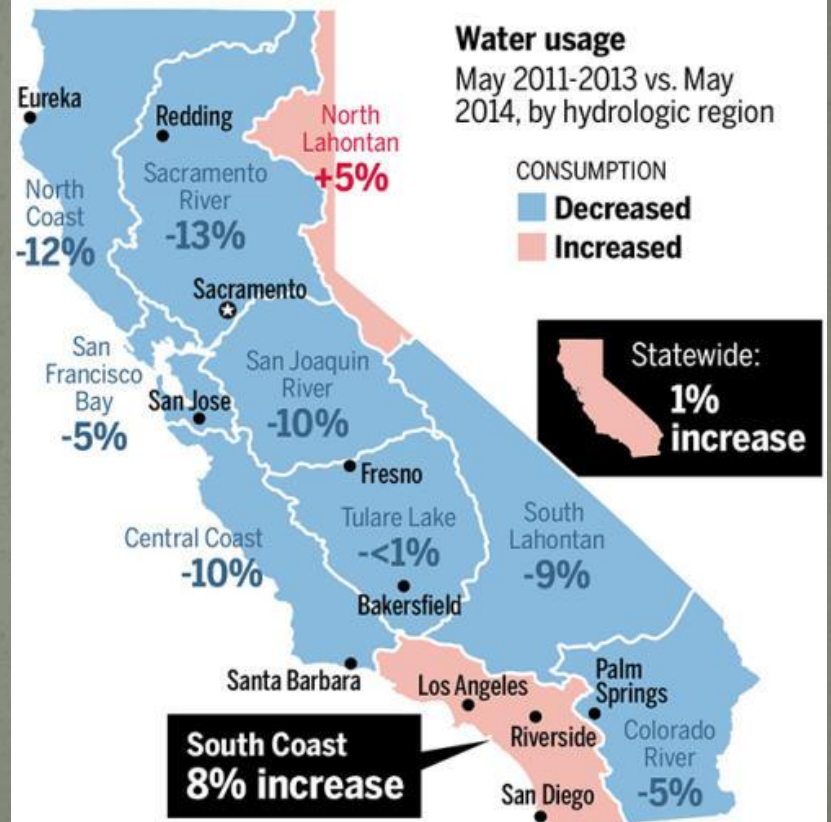 Water usage
May 2011-2013 vs. May
2014, by hydrologic region
CONSUMPTION
Decreased
Increased
Eureka
Redding
North
Lahontan
+5%
North
Coast
-12%
Sacramento
River
-13%
Sacramento
San
Francisco
Bay
-5%
San Jose
San Joaquin
River
-10%
Statewide:
1%
increase
Fresno
Central Coast
-10%
Tulare Lake
-<1%
Bakersfield
South
Lahontan
-9%
Santa Barbara
Los Angeles
Riverside
Palm
Springs
Colorado
River
-5%
South Coast
8% increase
San Diego